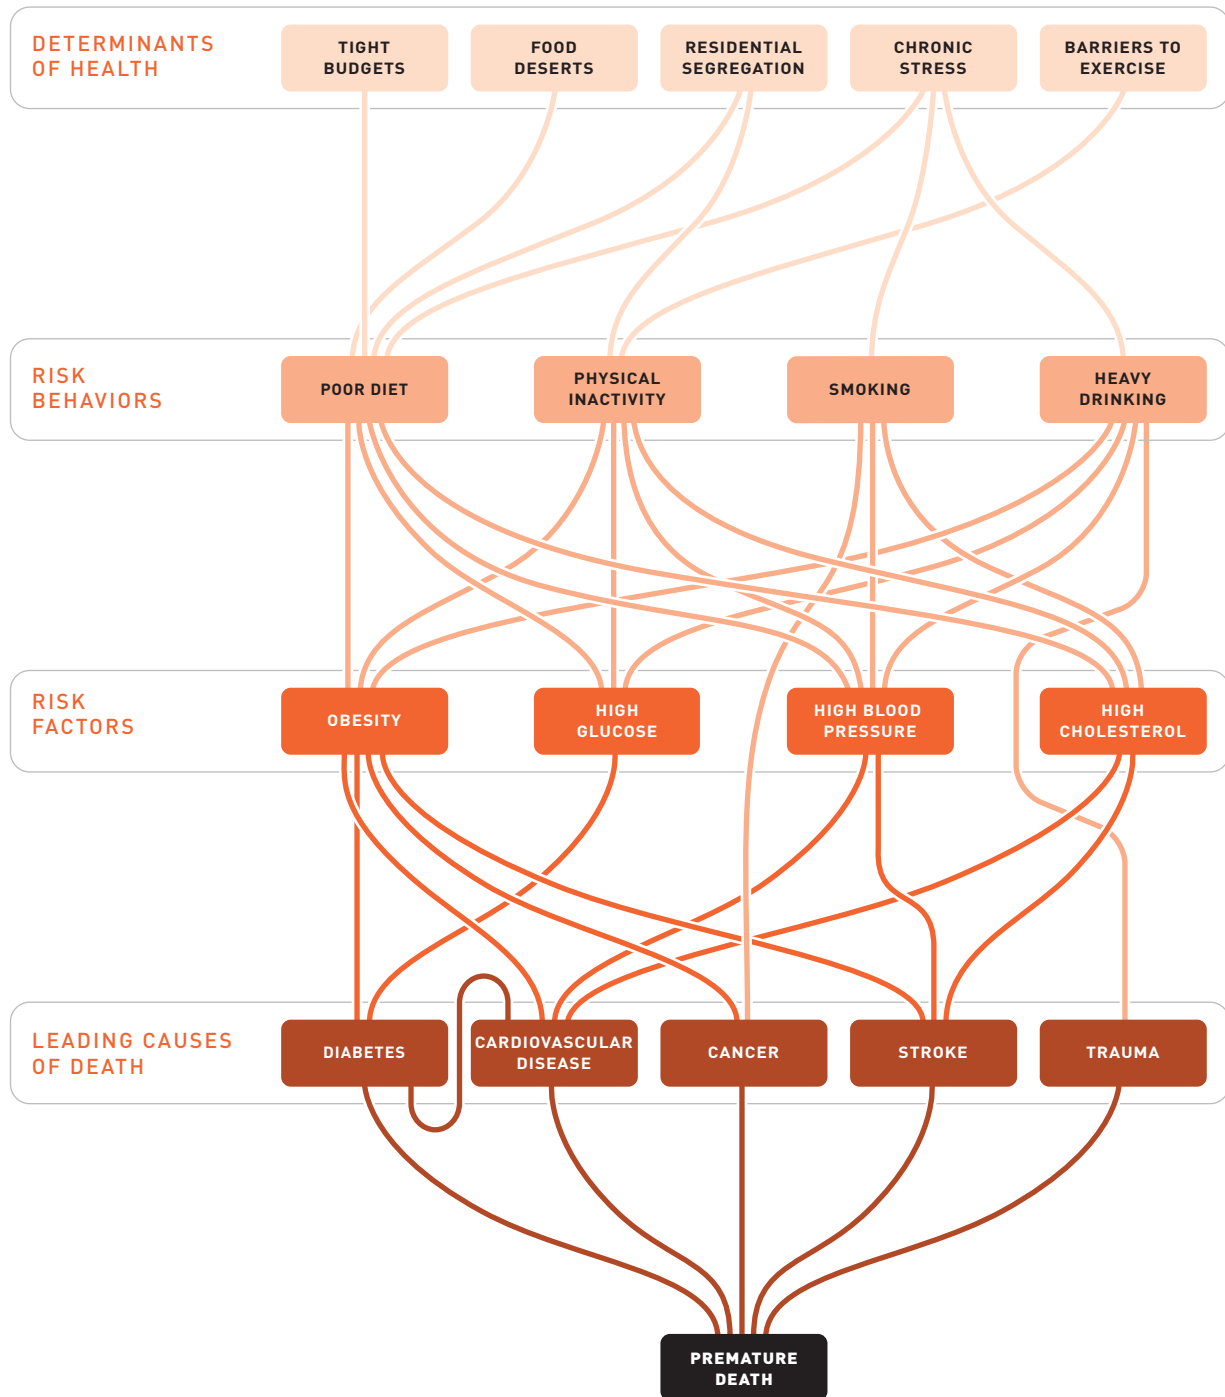 DETERMINANTS
OF HEALTH
TIGHT
BUDGETS
FOOD
DESERTS
RESIDENTIAL
SEGREGATION
CHRONIC
STRESS
BARRIERS TO
EXERCISE
RISK
BEHAVIORS
POOR DIET
PHYSICAL
INACTIVITY
SMOKING
HEAVY
DRINKING
RISK
FACTORS
OBESITY
HIGH
GLUCOSE
HIGH BLOOD
PRESSURE
HIGH
CHOLESTEROL
LEADING CAUSES
OF DEATH
DIABETES
CARDIOVASCULAR
DISEASE
CANCER
STROKE
TRAUMA
PREMATURE
DEATH